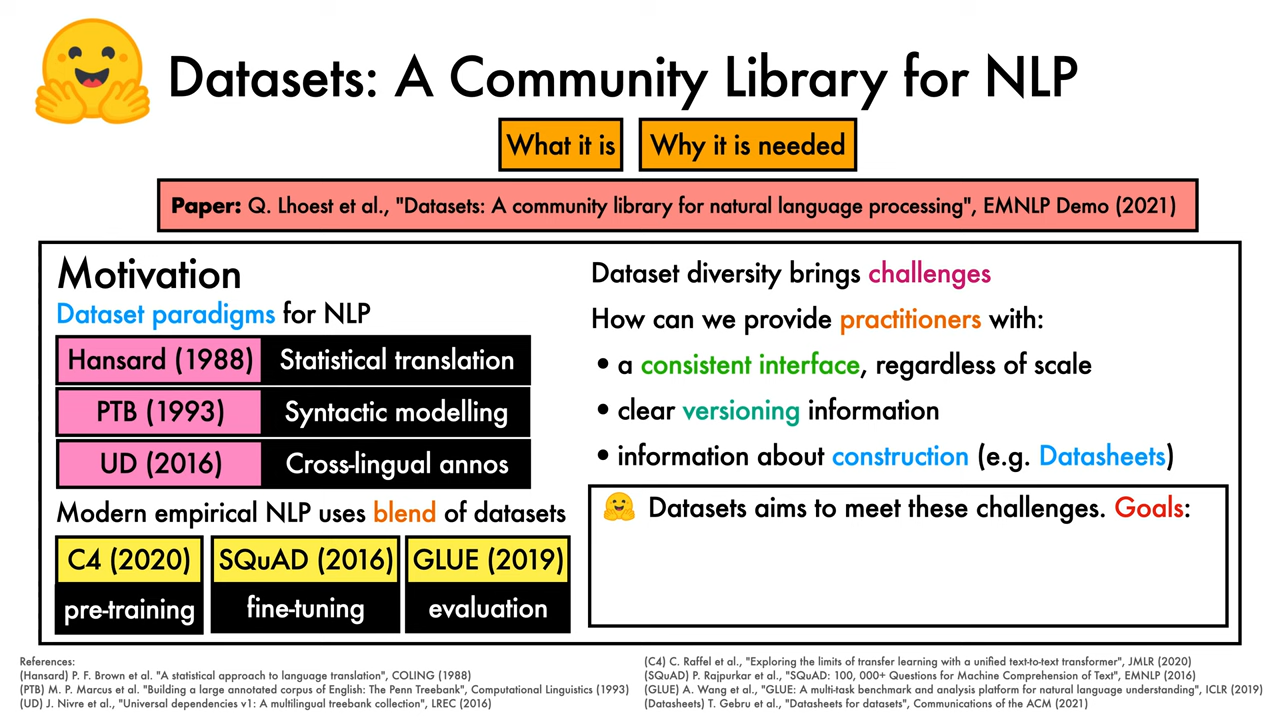 Datasets: A Community Library for NLP
What it is
Why it is needed
Paper: Q. Lhoest et al., "Datasets: A community library for natural language processing", EMNLP Demo (2021)
Motivation
Dataset paradigms for NLP
Hansard (1988) Statistical translation
PTB (1993) Syntactic modelling
UD (2016) Cross-lingual annos
Modern empirical NLP uses blend of datasets
C4 (2020) SQuAD (2016) GLUE (2019)
pre-training fine-tuning evaluation
Dataset diversity brings challenges
How can we provide practitioners with:
• a consistent interface, regardless of scale
• clear versioning information
• information about construction (e.g. Datasheets)
Datasets aims to meet these challenges. Goals:
References:
(Hansard) P. F. Brown et al. "A statistical approach to language translation", COLING (1988)
(PTB) M. P. Marcus et al. "Building a large annotated corpus of English: The Penn Treebank", Computational Linguistics (1993)
(UD) J. Nivre et al., "Universal dependencies v1: A multilingual treebank collection", LREC (2016)
(C4) C. Raffel et al., "Exploring the limits of transfer learning with a unified text-to-text transformer", JMLR (2020)
(SQuAD) P. Rajpurkar et al., "SQuAD: 100, 000+ Questions for Machine Comprehension of Text", EMNLP (2016)
(GLUE) A. Wang et al., "GLUE: A multi-task benchmark and analysis platform for natural language understanding", ICLR (2019)
(Datasheets) T. Gebru et al., "Datasheets for datasets", Communications of the ACM (2021)